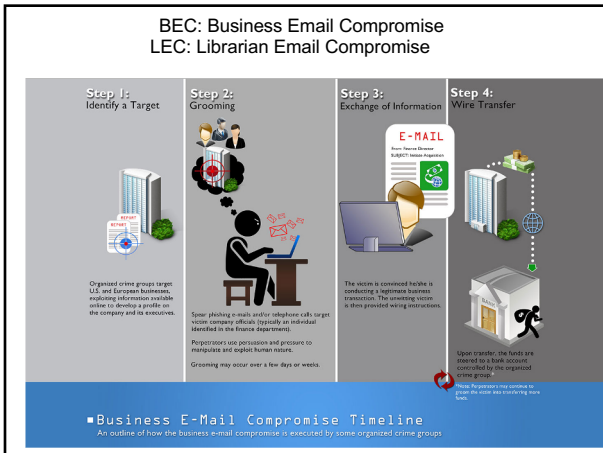 BEC: Business Email Compromise
LEC: Librarian Email Compromise
Step 1:
Identify a Target
REPORT
REPORT
Organized crime groups target
U.S. and European businesses,
exploiting information available
online to develop a profile on
the company and its executives.
Step 2:
Grooming
Spear phishing e-mails and/or telephone calls target
victim company officials (typically an individual
identified in the finance department).
Perpetrators use persuasion and pressure to
manipulate and exploit human nature.
Grooming may occur over a few days or weeks.
Step 3:
Exchange of Information
E-MAIL
From: Finance Director
SUBJECT: Invoice Acquisition
The victim is convinced he/she is
conducting a legitimate business
transaction. The unwitting victim
is then provided wiring instructions.
Step 4:
Wire Transfer
BANK
Upon transfer, the funds are
steered to a bank account
controlled by the organized
crime group.*
*Note: Perpetrators may continue to
groom the victim into transferring more
funds.
Business E-Mail Compromise Timeline
An outline of how the business e-mail compromise is executed by some organized crime groups